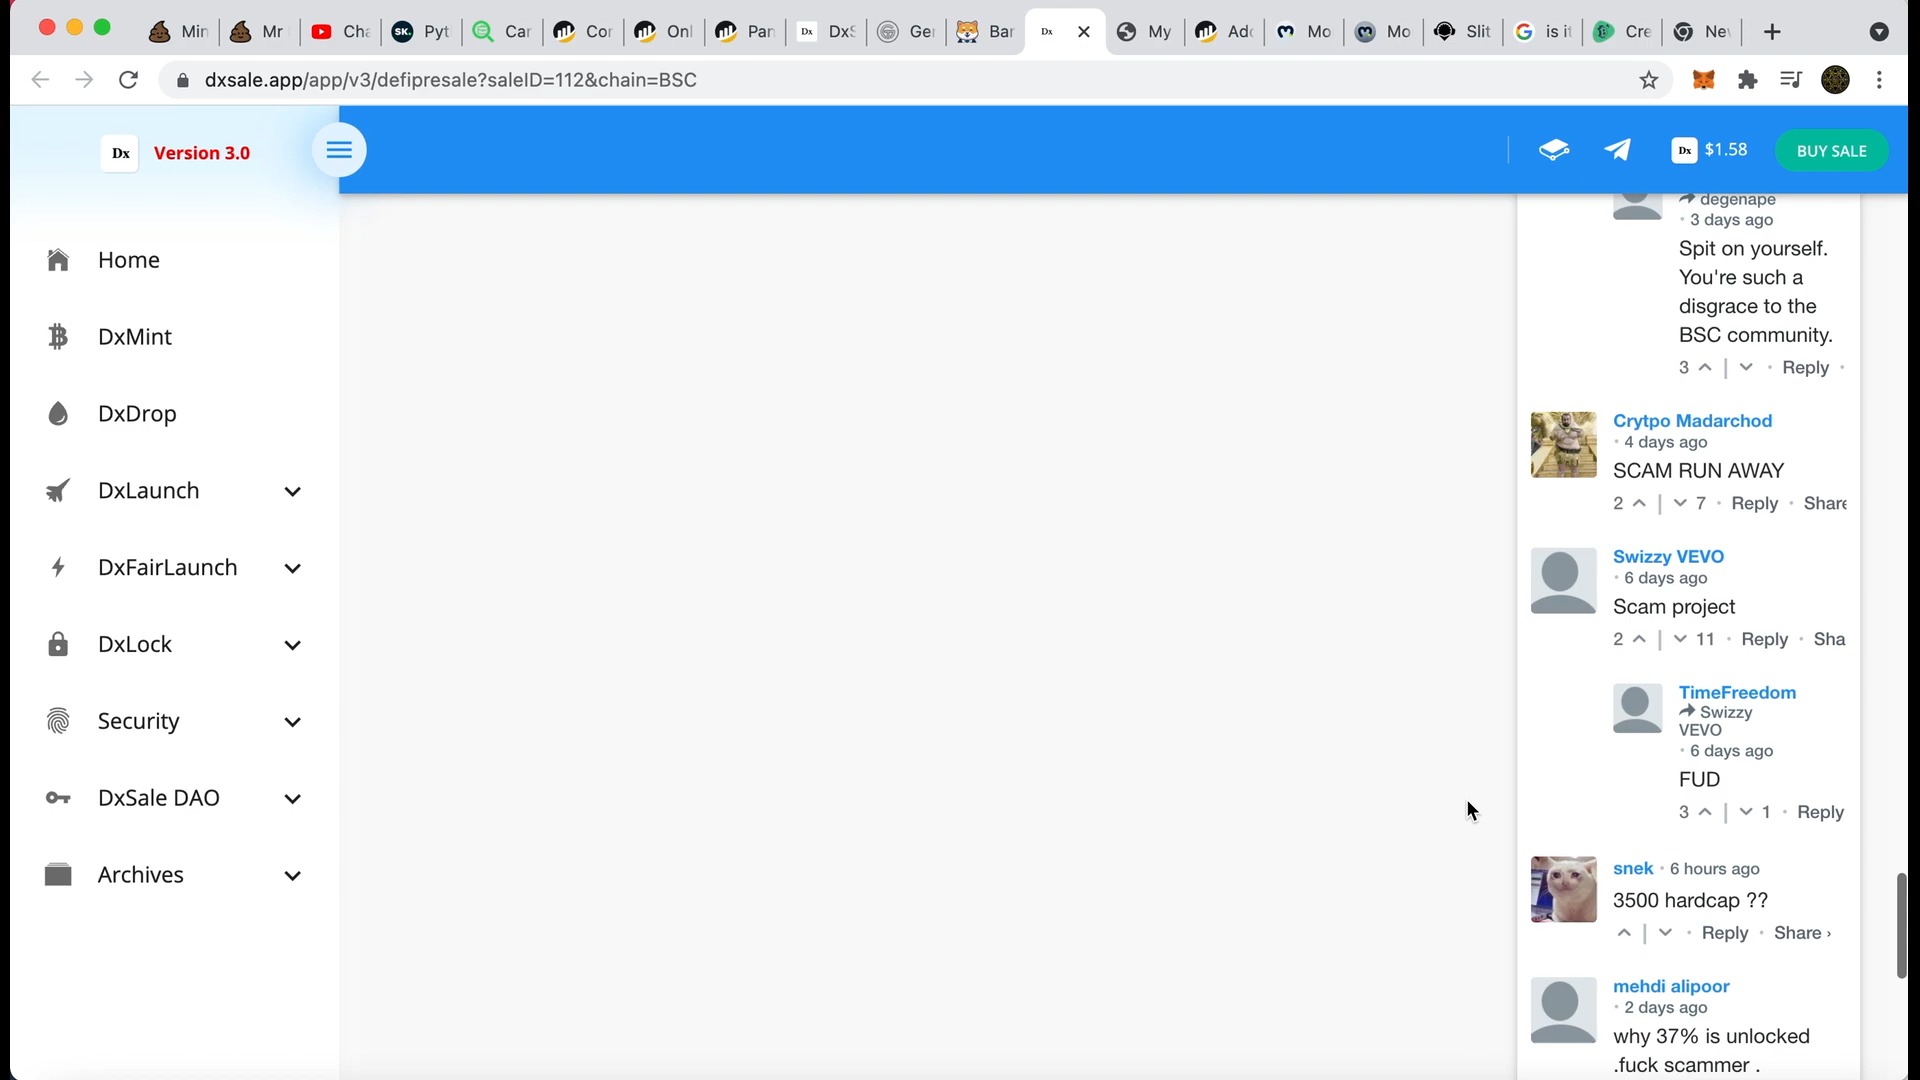 Min
Mr
Cha
SK.
Pyt
Car
Cor
Onl
Pan
Dx
DxS
Ger
Bar
Dx
My
Adc
Mo
Mo
Slit
is it
Cre
Nev
dxsale.app/app/v3/defipresale?saleID=112&chain=BSC
Dx
Version 3.0
Dx
$1.58
BUY SALE
Home
DxMint
DxDrop
DxLaunch
DxFairLaunch
DxLock
Security
DxSale DAO
Archives
degenape
· 3 days ago
Spit on yourself.
You're such a
disgrace to the
BSC community.
3 | · Reply ·
Crytpo Madarchod
· 4 days ago
SCAM RUN AWAY
2 | 7 · Reply · Share
Swizzy VEVO
· 6 days ago
Scam project
2 | 11 · Reply · Sha
TimeFreedom
Swizzy
VEVO
· 6 days ago
FUD
3 | 1 · Reply
snek · 6 hours ago
3500 hardcap ??
| · Reply · Share ›
mehdi alipoor
· 2 days ago
why 37% is unlocked
.fuck scammer .